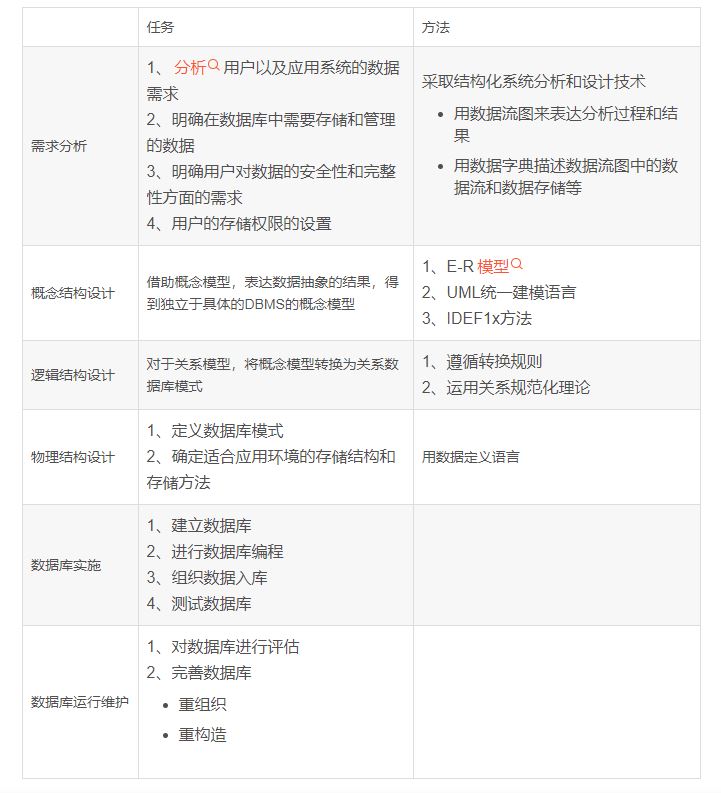 任务
方法
需求分析
1、 分析 用户以及应用系统的数据
需求
2、明确在数据库中需要存储和管理
的数据
3、明确用户对数据的安全性和完整
性方面的需求
4、用户的存储权限的设置
采取结构化系统分析和设计技术
• 用数据流图来表达分析过程和结
果
• 用数据字典描述数据流图中的数
据流和数据存储等
概念结构设计
借助概念模型，表达数据抽象的结果，得
到独立于具体的DBMS的概念模型
1、E-R 模型
2、UML统一建模语言
3、IDEF1x方法
逻辑结构设计
对于关系模型，将概念模型转换为关系数
据库模式
1、遵循转换规则
2、运用关系规范化理论
物理结构设计
1、定义数据库模式
2、确定适合应用环境的存储结构和
存储方法
用数据定义语言
数据库实施
1、建立数据库
2、进行数据库编程
3、组织数据入库
4、测试数据库
数据库运行维护
1、对数据库进行评估
2、完善数据库
• 重组织
• 重构造